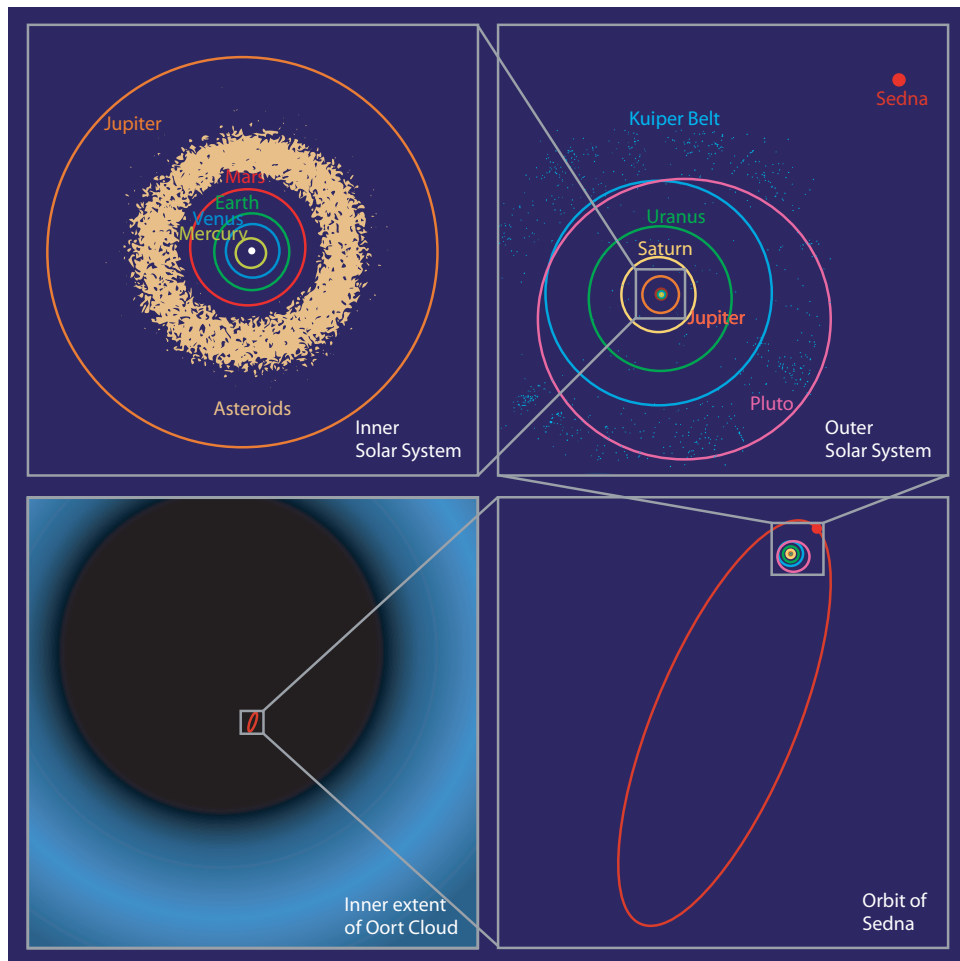 Jupiter
Mars
Earth
Venus
Mercury
Asteroids
Inner
Solar System
Sedna
Kuiper Belt
Uranus
Saturn
Jupiter
Pluto
Outer
Solar System
Inner extent
of Oort Cloud
Orbit of
Sedna